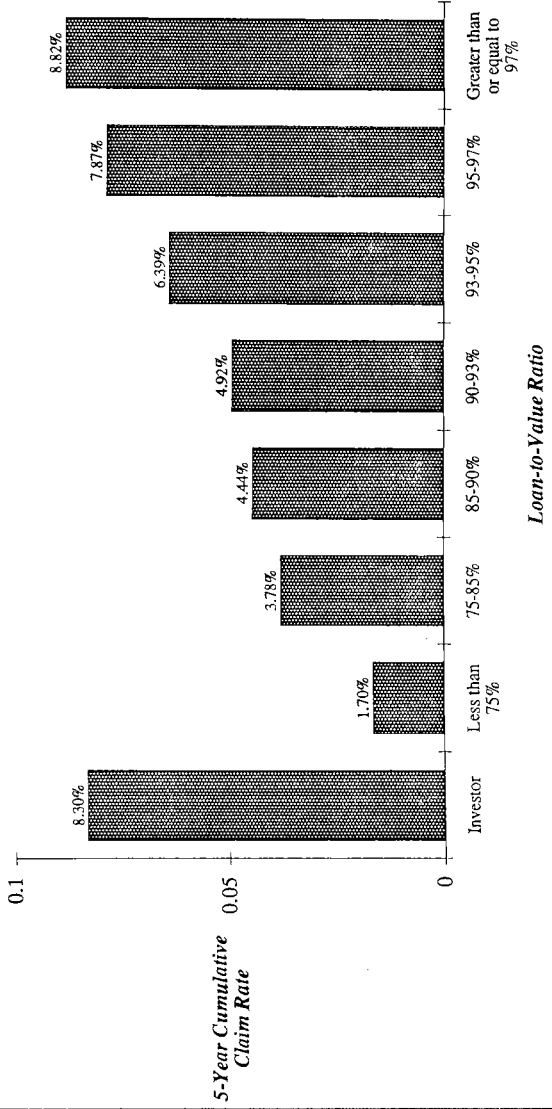 0.1
0.05
0
5-Year Cumulative
Claim Rate
8.30%
1.70%
3.78%
4.44%
4.92%
6.39%
7.87%
8.82%
Investor
Less than
75%
75-85%
85-90%
90-93%
93-95%
95-97%
Greater than
or equal to
97%
Loan-to-Value Ratio